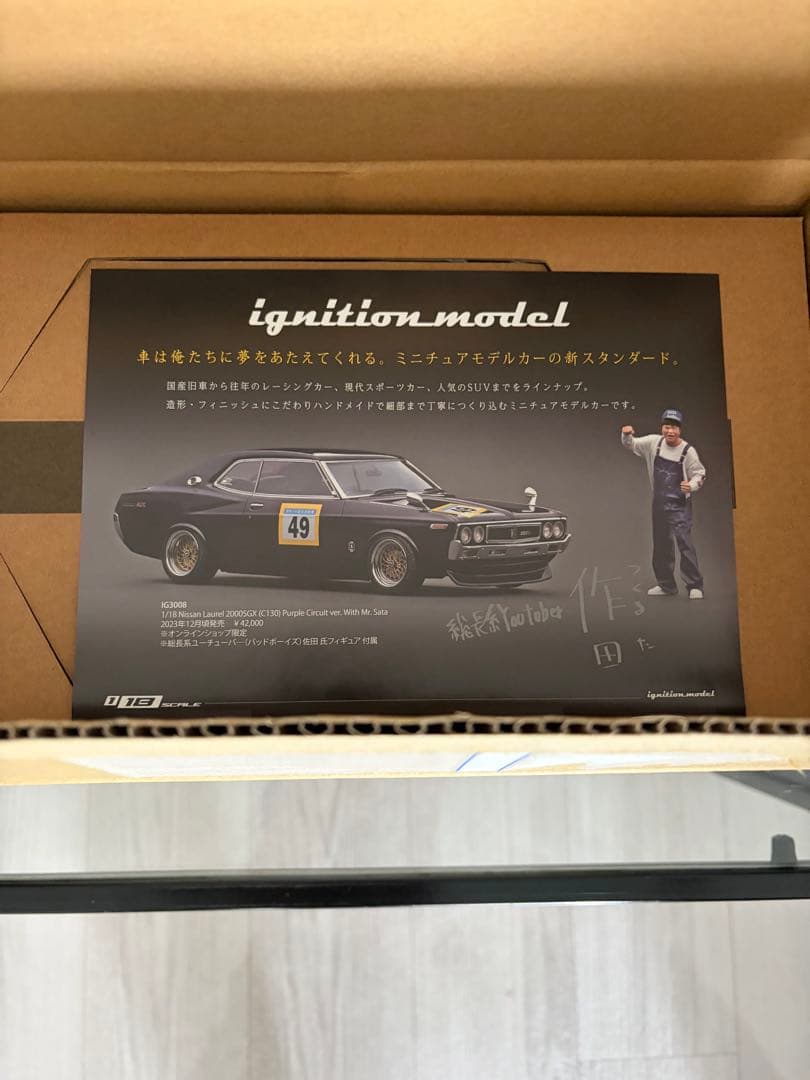 ignition model
車は俺たちに夢をあたえてくれる。ミニチュアモデルカーの新スタンダード。
国産旧車から往年のレーシングカー、現代スポーツカー、人気のSUVまでをラインナップ。
造形・フィニッシュにこだわりハンドメイドで細部まで丁寧につくり込むミニチュアモデルカーです。
49
IG3008
1/18 Nissan Laurel 2000SGX (C130) Purple Circuit ver. With Mr. Sata
2023年12月頃発売 ￥42,000
※オンラインショップ限定
※総長系ユーチューバー(バッドボーイズ) 佐田 氏フィギュア 付属
総長系Youtuber
作田
つくるた
1 1:18 SCALE
ignition model